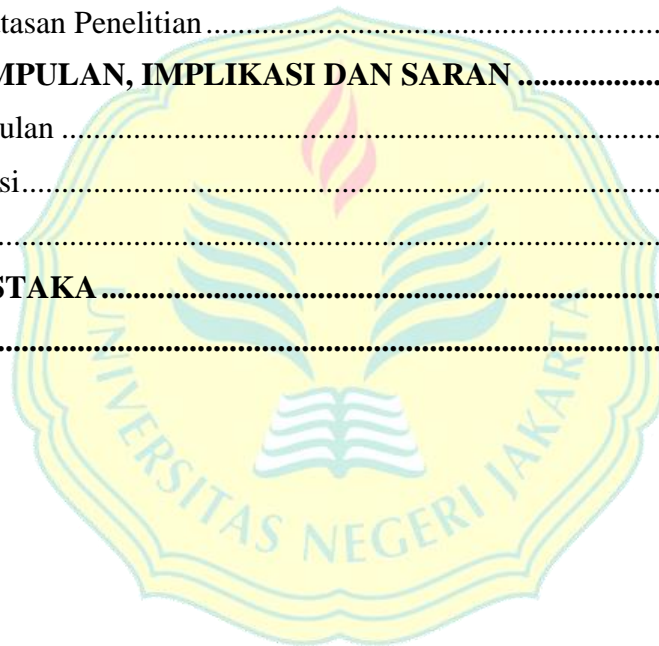 tasan Penelitian ..........................................................
MPULAN, IMPLIKASI DAN SARAN ....................
ulan ..........................................................................
si................................................................................
..................................................................................
STAKA..................................................................
..................................................................................
UNIVERSITAS NEGERI JAKARTA